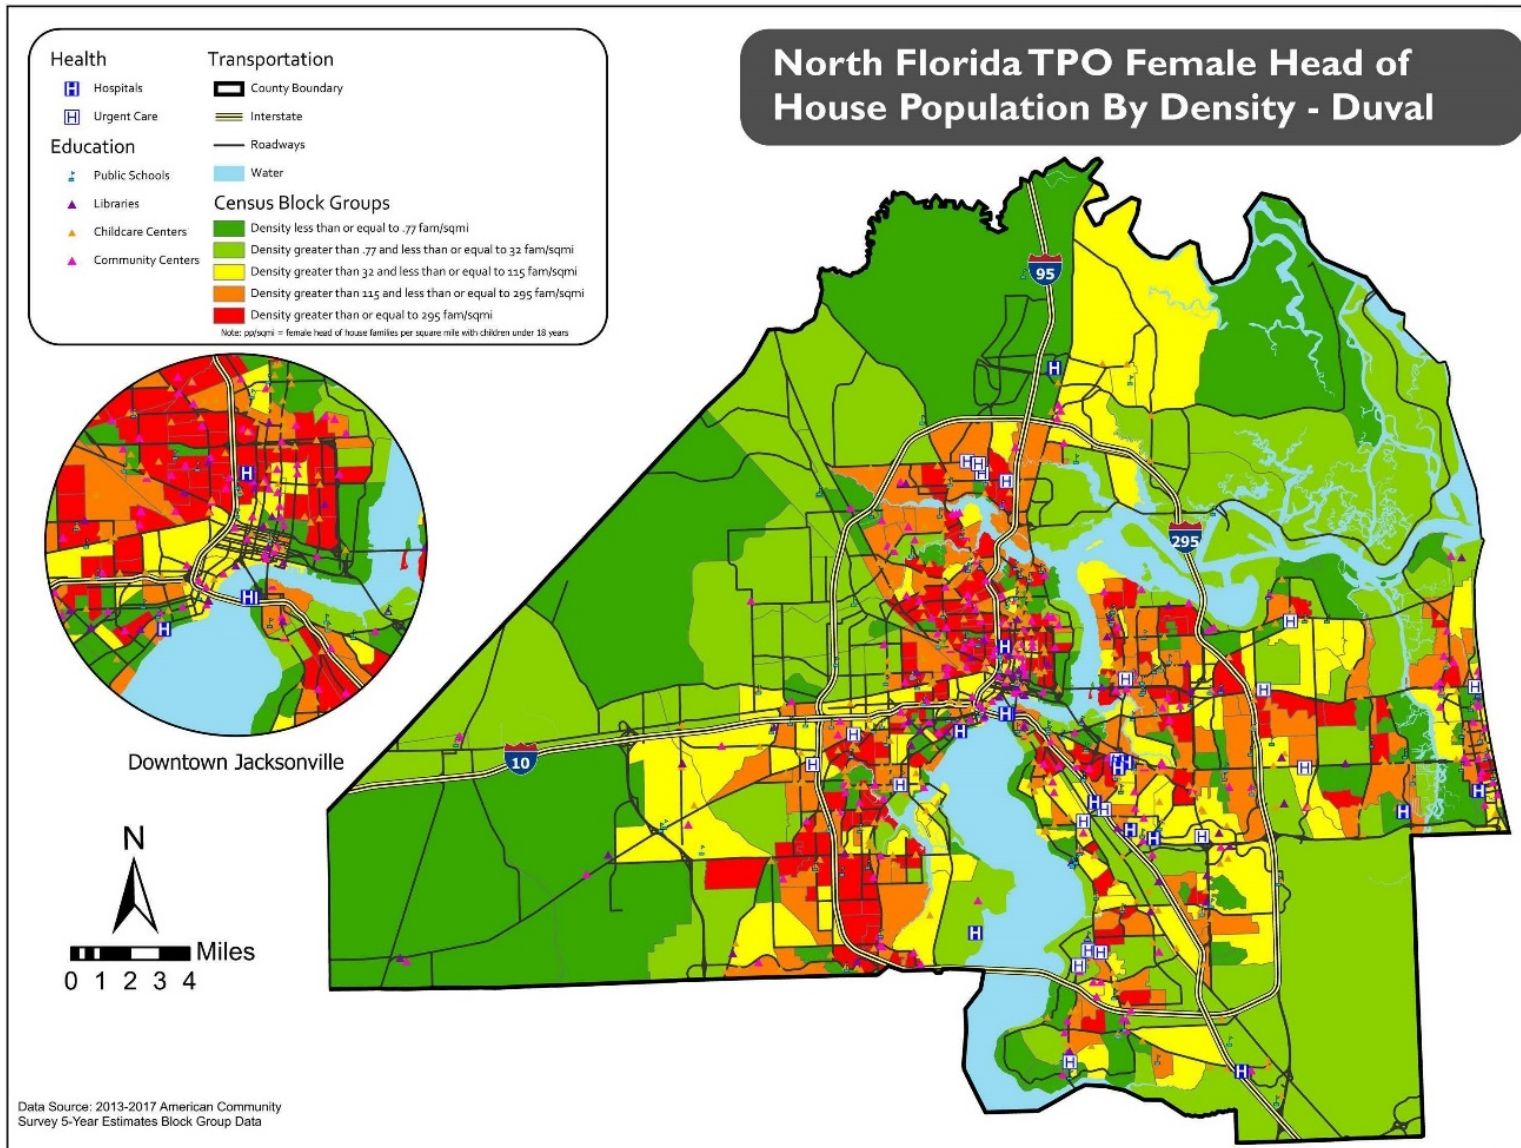 North Florida TPO Female Head of
House Population By Density - Duval
Health
H Hospitals
H Urgent Care
Education
Public Schools
Libraries
Childcare Centers
Community Centers
Transportation
County Boundary
Interstate
Roadways
Water
Census Block Groups
Density less than or equal to .77 fam/sqmi
Density greater than .77 and less than or equal to 32 fam/sqmi
Density greater than 32 and less than or equal to 115 fam/sqmi
Density greater than 115 and less than or equal to 295 fam/sqmi
Density greater than or equal to 295 fam/sqmi
Note: pp/sqmi = female head of house families per square mile with children under 18 years
95
295
10
Downtown Jacksonville
N
Miles
0 1 2 3 4
Data Source: 2013-2017 American Community
Survey 5-Year Estimates Block Group Data